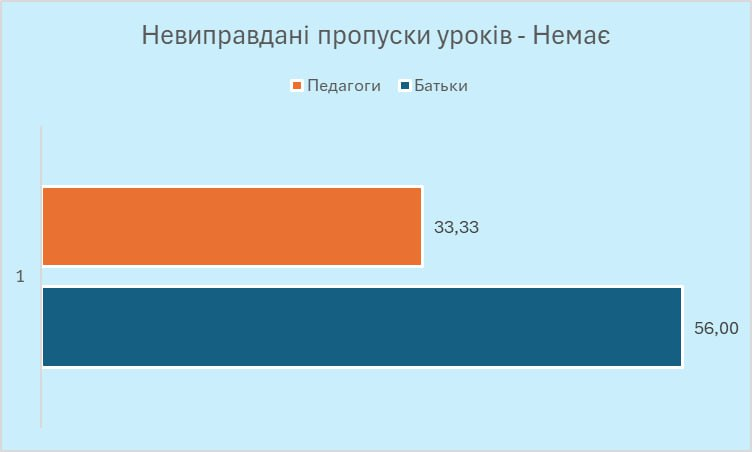 Невиправдані пропуски уроків - Немає
Педагоги Батьки
33,33
1
56,00